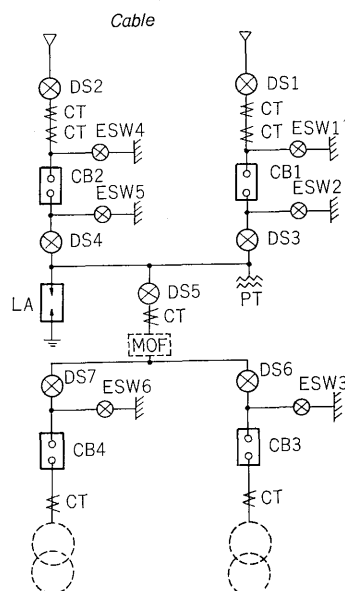 Cable
DS2
DS1
CT
CT
CT
CT
ESW4
ESW1
CB2
CB1
ESW5
ESW2
DS4
DS3
LA
DS5
PT
CT
MOF
DS7
DS6
ESW6
ESW3
CB4
CB3
CT
CT